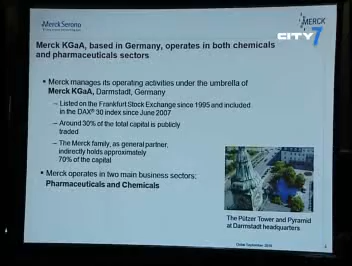 MerckSerono
MERCK
CITY7
Merck KGaA, based in Germany, operates in both chemicals
and pharmaceuticals sectors
• Merck manages its operating activities under the umbrella of
Merck KGaA, Darmstadt, Germany
– Listed on the Frankfurt Stock Exchange since 1995 and included
in the DAX® 30 index since June 2007
– Around 30% of the total capital is publicly
traded
– The Merck family, as general partner,
indirectly holds approximately
70% of the capital
• Merck operates in two main business sectors:
Pharmaceuticals and Chemicals
The Pützer Tower and Pyramid
at Darmstadt headquarters